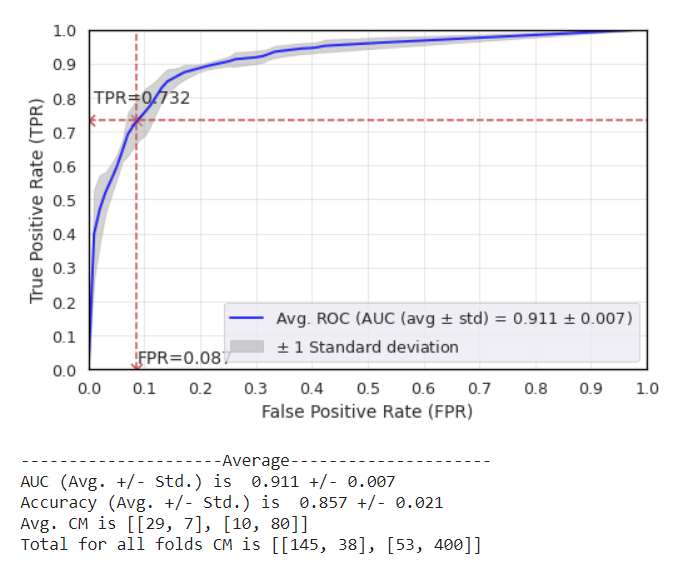 1.0
0.9
0.8
0.7
0.6
0.5
0.4
0.3
0.2
0.1
0.0
True Positive Rate (TPR)
TPR=0.732
FPR=0.087
Avg. ROC (AUC (avg ± std) = 0.911 ± 0.007)
± 1 Standard deviation
0.0 0.1 0.2 0.3 0.4 0.5 0.6 0.7 0.8 0.9 1.0
False Positive Rate (FPR)
---------------------Average---------------------
AUC (Avg. +/- Std.) is  0.911 +/- 0.007
Accuracy (Avg. +/- Std.) is  0.857 +/- 0.021
Avg. CM is [[29, 7], [10, 80]]
Total for all folds CM is [[145, 38], [53, 400]]